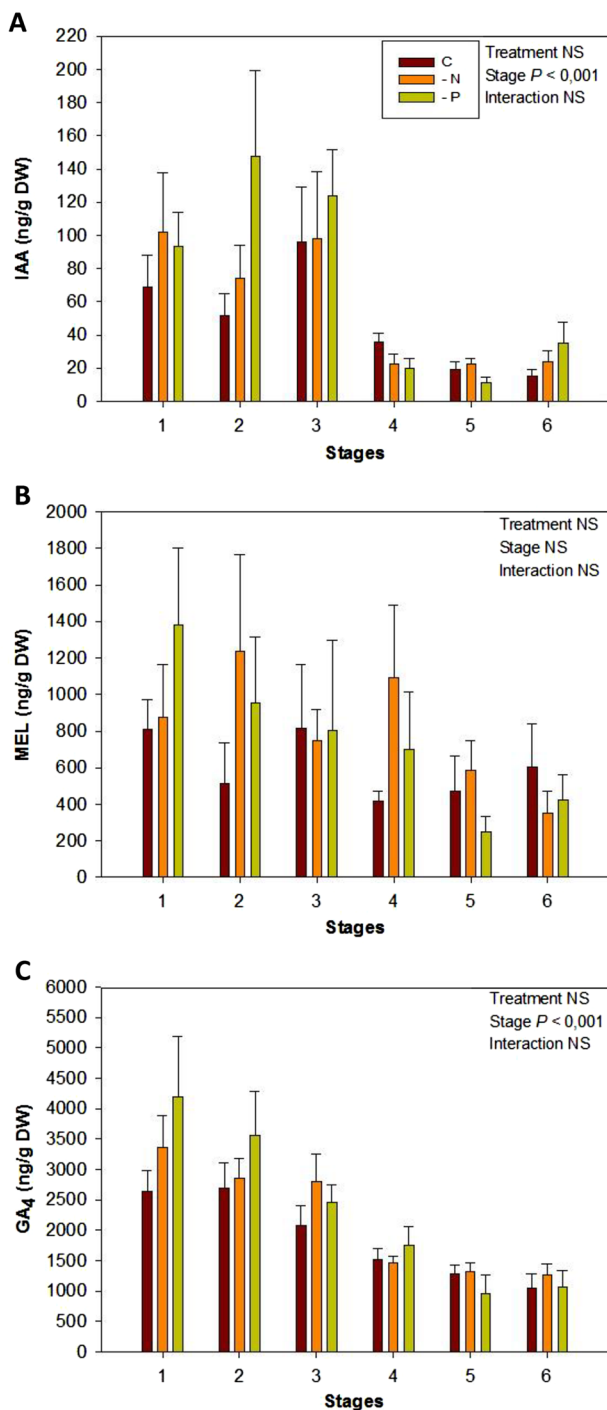 A
220
200
180
160
140
120
100
80
60
40
20
0
IAA (ng/g DW)
C
- N
- P
Treatment NS
Stage P < 0,001
Interaction NS
1 2 3 4 5 6
Stages
B
2000
1800
1600
1400
1200
1000
800
600
400
200
0
MEL (ng/g DW)
Treatment NS
Stage NS
Interaction NS
1 2 3 4 5 6
Stages
C
6000
5500
5000
4500
4000
3500
3000
2500
2000
1500
1000
500
0
GA4 (ng/g DW)
Treatment NS
Stage P < 0,001
Interaction NS
1 2 3 4 5 6
Stages